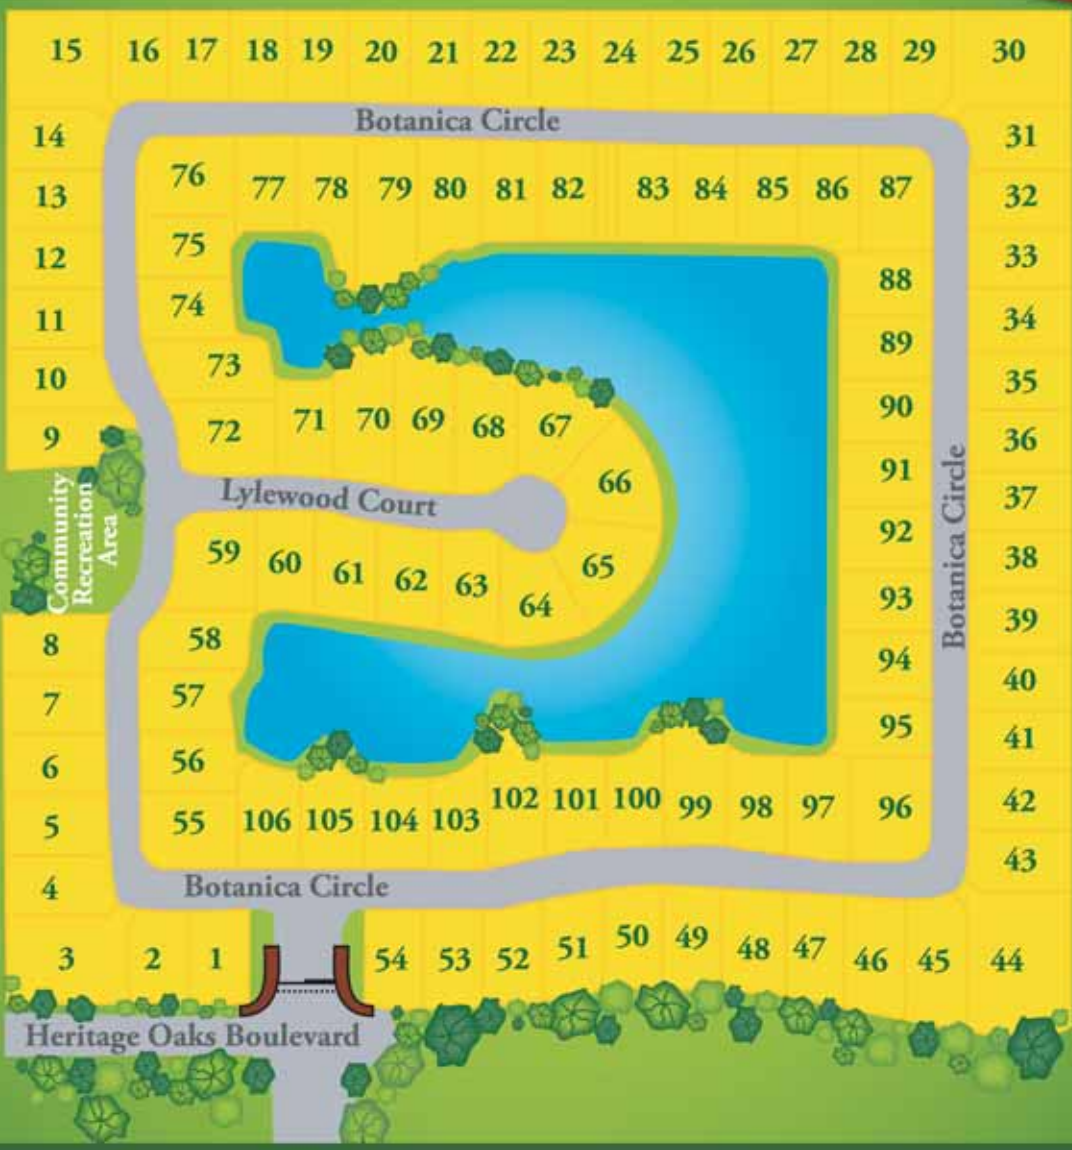 15 16 17 18 19 20 21 22 23 24 25 26 27 28 29 30
Botanica Circle
14 31
76 77 78 79 80 81 82 83 84 85 86 87
13 32
75
12 33
88
74
11 34
89
73
10 35
90
71 70 69 68 67
72
9 36
91
66
Community
Recreation
Area
Lylewood Court
37
Botanica Circle
92
59 60 61 62 63 64 65
38
93
39
58
8
94
40
57
7
95
41
56
6
42
102 101 100 99 98 97 96
55 106 105 104 103
5
43
4
Botanica Circle
3 2 1 54 53 52 51 50 49 48 47 46 45 44
Heritage Oaks Boulevard